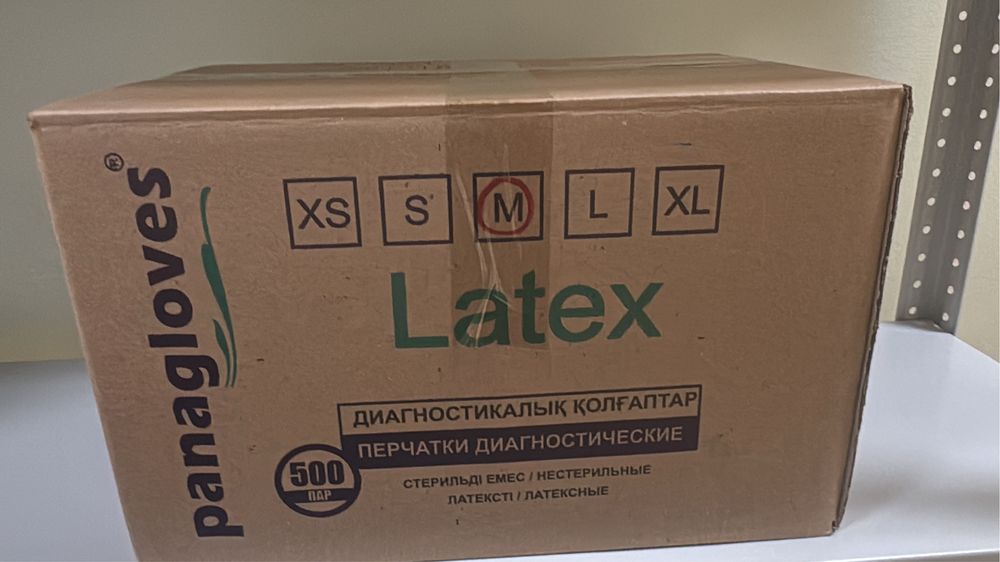 panagloves®
XS S M L XL
Latex
ДИАГНОСТИКАЛЫҚ ҚОЛҒАПТАР
ПЕРЧАТКИ ДИАГНОСТИЧЕСКИЕ
500
ПАР
СТЕРИЛЬДІ ЕМЕС / НЕСТЕРИЛЬНЫЕ
ЛАТЕКСТІ / ЛАТЕКСНЫЕ